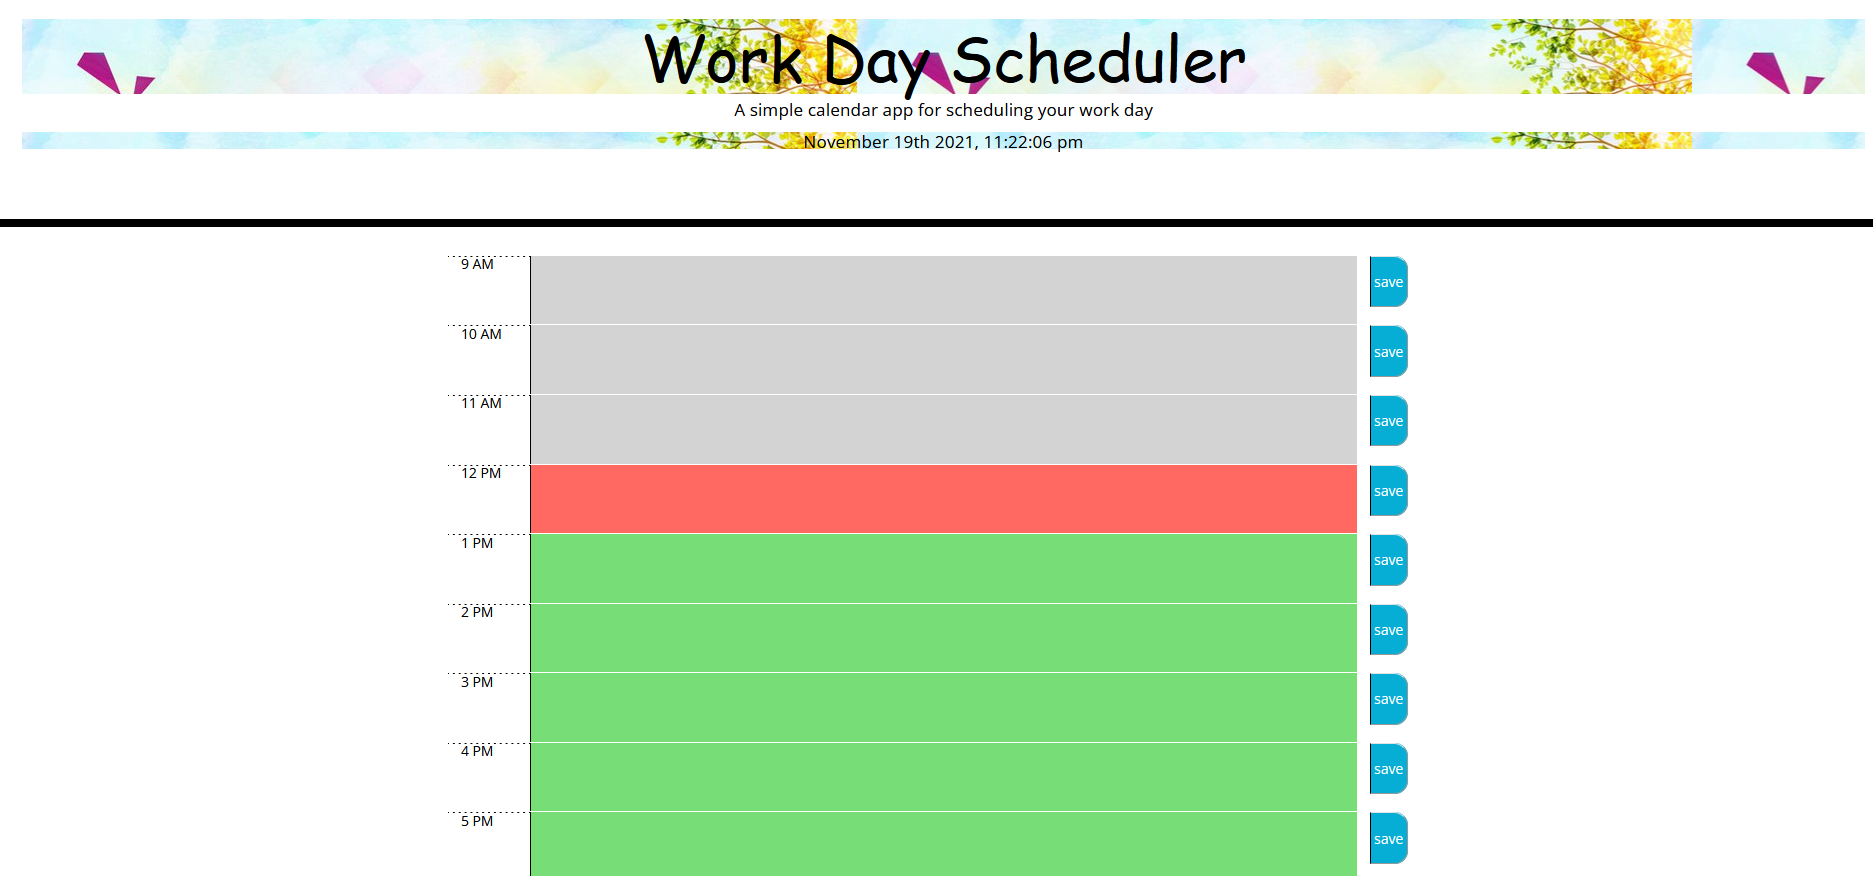 Work Day Scheduler
A simple calendar app for scheduling your work day
November 19th 2021, 11:22:06 pm
9 AM
save
10 AM
save
11 AM
save
12 PM
save
1 PM
save
2 PM
save
3 PM
save
4 PM
save
5 PM
save